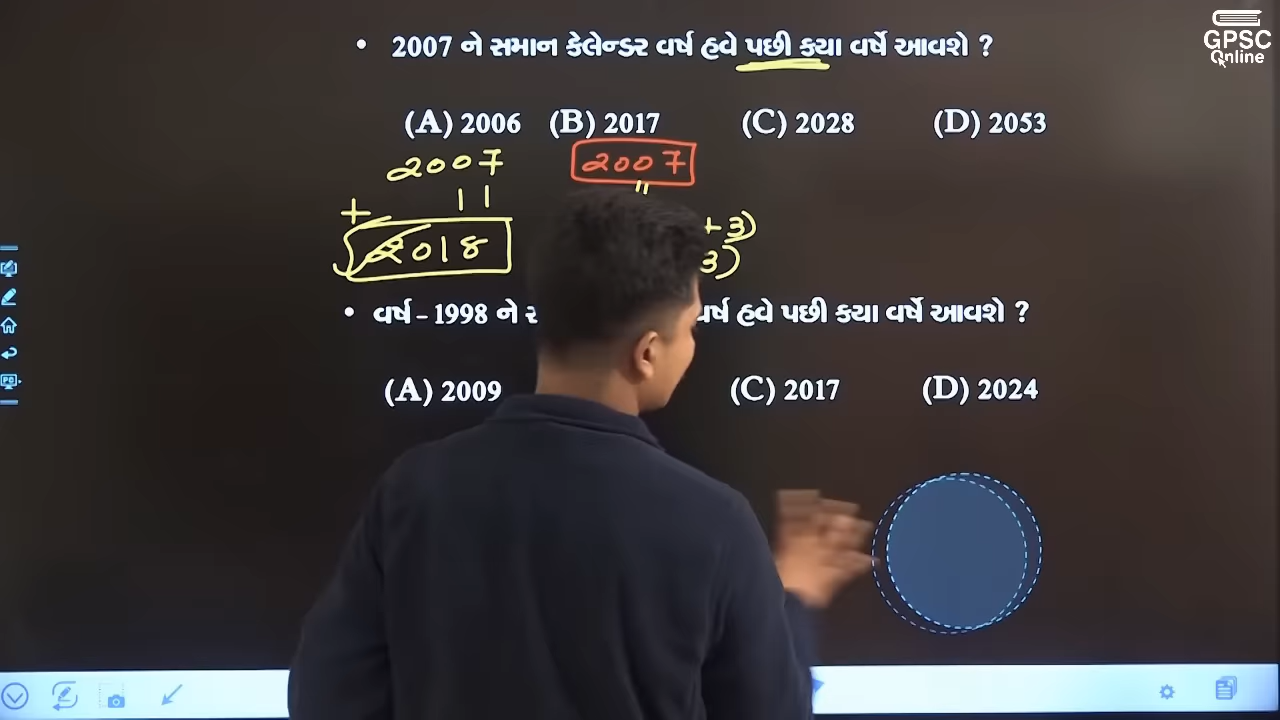 GPSC
Online
• 2007 ને સમાન કેલેન્ડર વર્ષ હવે પછી કયા વર્ષે આવશે ?
(A) 2006 (B) 2017 (C) 2028 (D) 2053
2007 2007
+ 11
2018
+ 3)
3)
• વર્ષ – 1998 ને વર્ષ હવે પછી કયા વર્ષે આવશે ?
(A) 2009 (C) 2017 (D) 2024